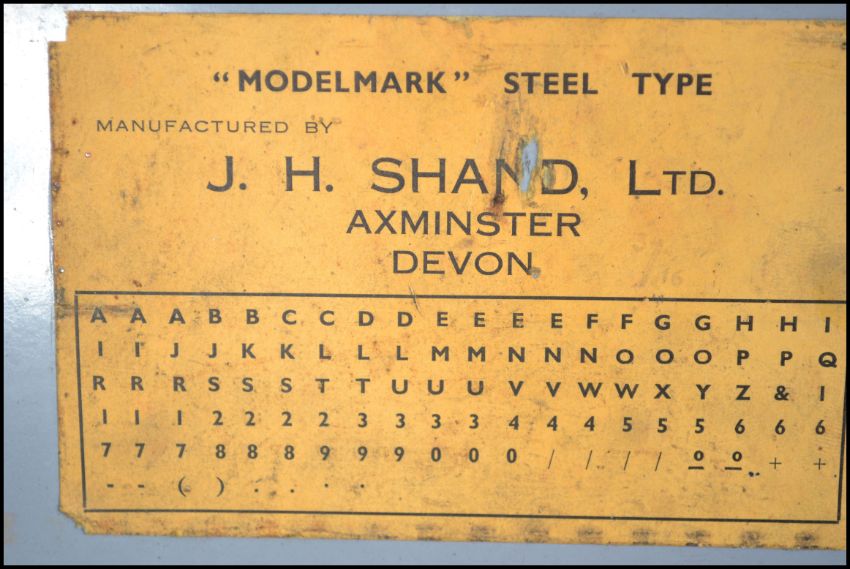 “MODELMARK” STEEL TYPE
MANUFACTURED BY
J. H. SHAND, LTD.
AXMINSTER
DEVON
A A A B B C C D D E E E E F F G G H H I
I I J J K K L L L M M N N N O O O P P Q
R R R S S S T T U U U V V W W X Y Z & I
I I I 2 2 2 2 3 3 3 3 4 4 4 5 5 5 6 6 6
7 7 7 8 8 8 9 9 9 0 0 0 / / / / º º + +
- - ( ) . . . .